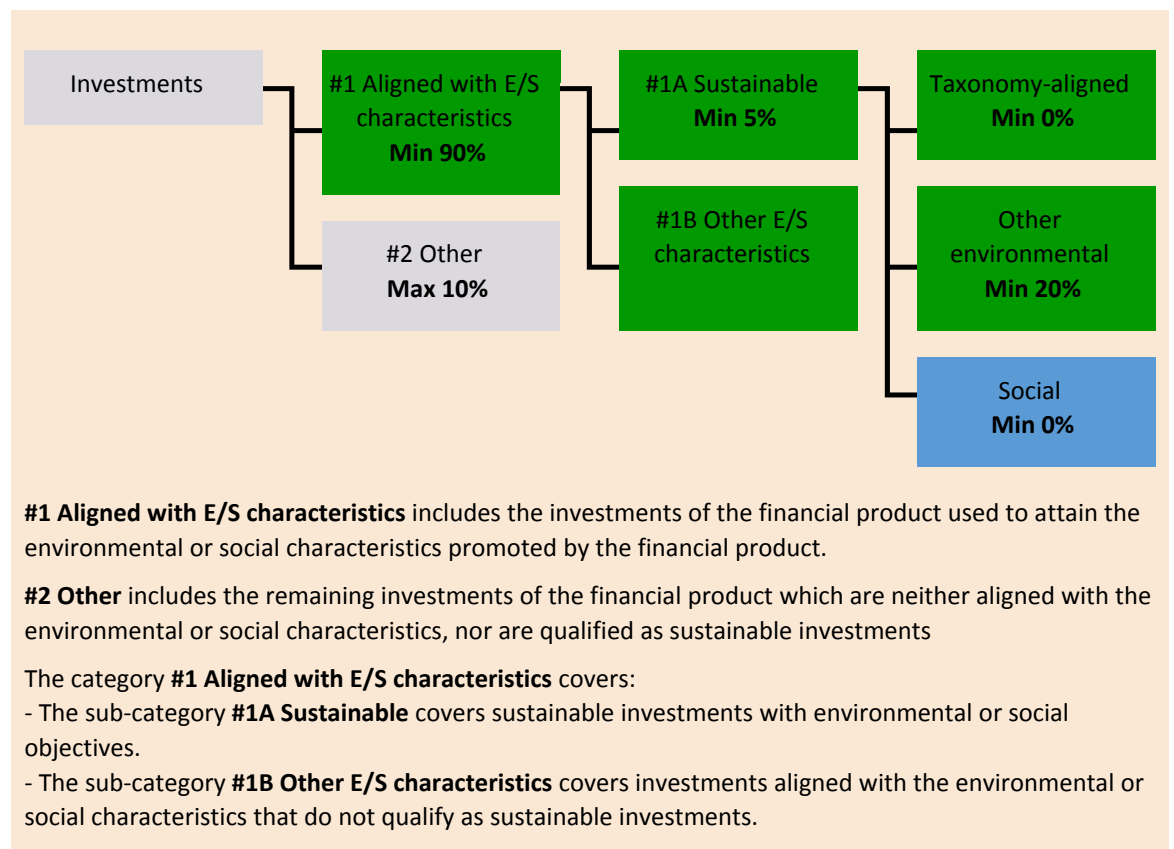 Investments
#1 Aligned with E/S
characteristics
Min 90%
#2 Other
Max 10%
#1A Sustainable
Min 5%
#1B Other E/S
characteristics
Taxonomy-aligned
Min 0%
Other
environmental
Min 20%
Social
Min 0%
#1 Aligned with E/S characteristics includes the investments of the financial product used to attain the
environmental or social characteristics promoted by the financial product.
#2 Other includes the remaining investments of the financial product which are neither aligned with the
environmental or social characteristics, nor are qualified as sustainable investments
The category #1 Aligned with E/S characteristics covers:
- The sub-category #1A Sustainable covers sustainable investments with environmental or social
objectives.
- The sub-category #1B Other E/S characteristics covers investments aligned with the environmental or
social characteristics that do not qualify as sustainable investments.